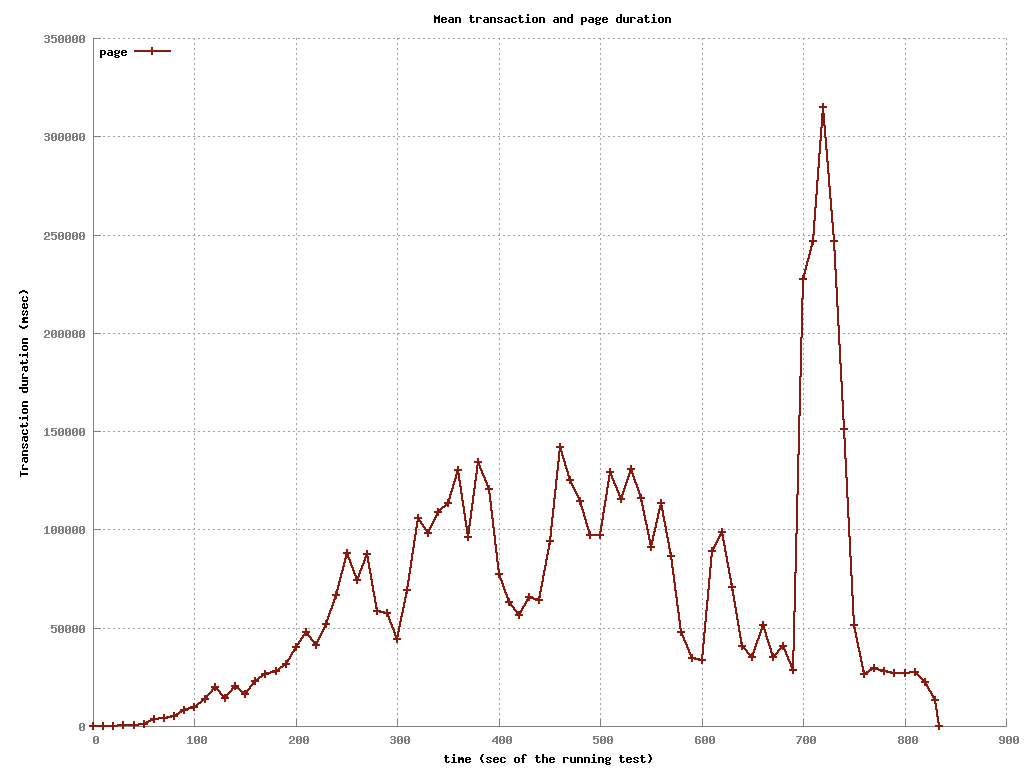 Mean transaction and page duration
350000
page
300000
250000
200000
150000
100000
50000
0
Transaction duration (msec)
0 100 200 300 400 500 600 700 800 900
time (sec of the running test)